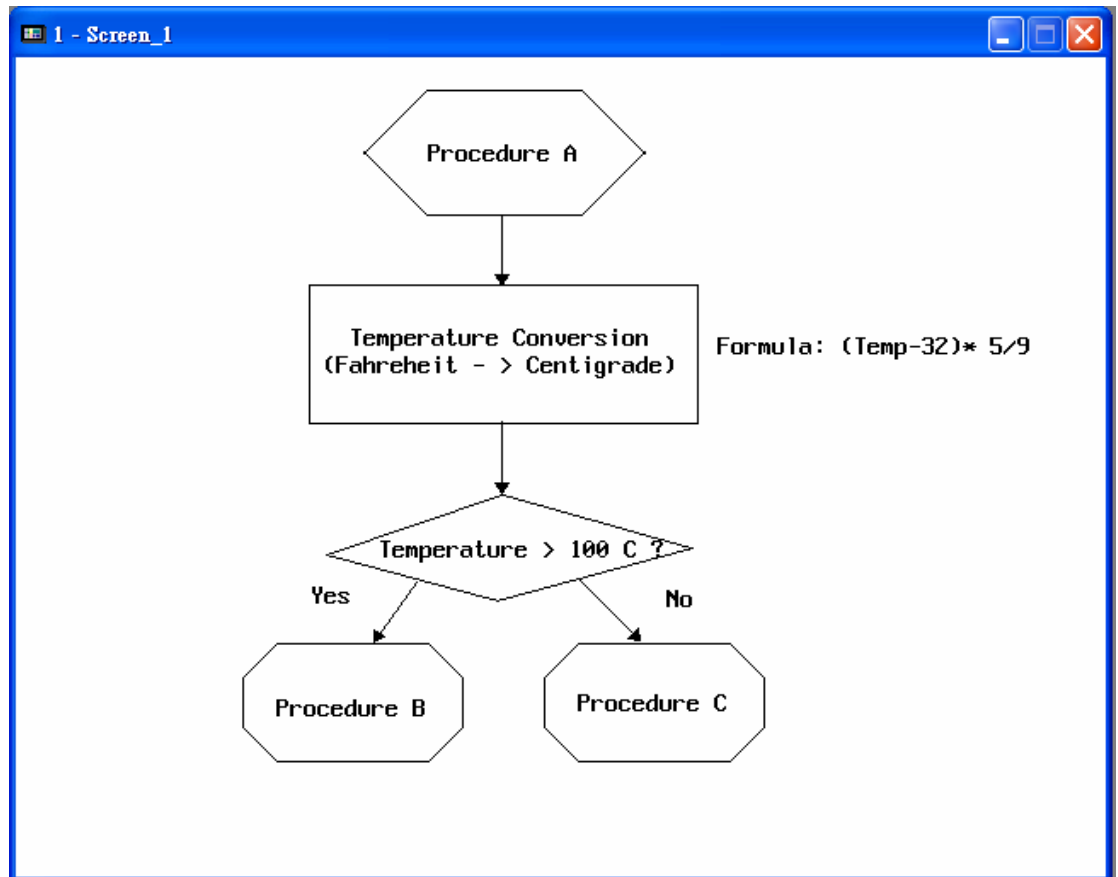 1 - Screen_1
Procedure A
Temperature Conversion
(Fahreheit - > Centigrade)
Formula: (Temp-32)* 5/9
Temperature > 100 C ?
Yes
No
Procedure B
Procedure C